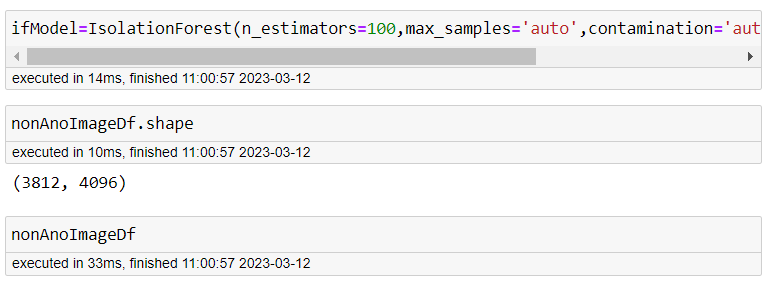 ifModel=IsolationForest(n_estimators=100,max_samples='auto',contamination='aut
executed in 14ms, finished 11:00:57 2023-03-12
nonAnoImageDf.shape
executed in 10ms, finished 11:00:57 2023-03-12
(3812, 4096)
nonAnoImageDf
executed in 33ms, finished 11:00:57 2023-03-12